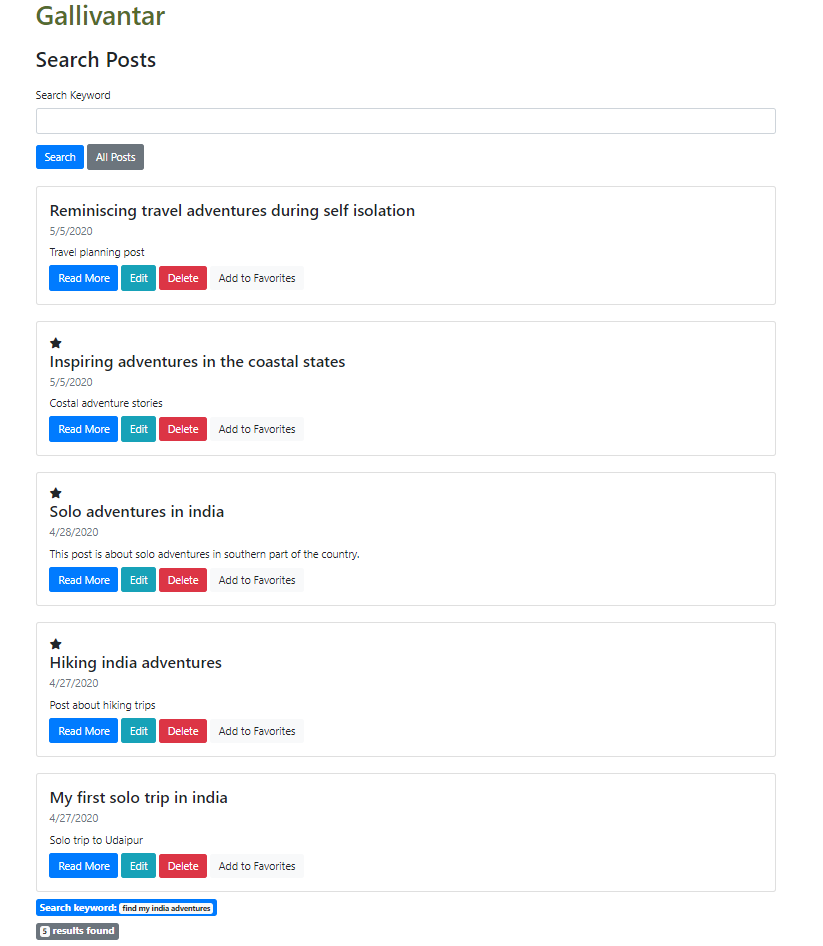 Gallivantar
Search Posts
Search Keyword
Search All Posts
Reminiscing travel adventures during self isolation
5/5/2020
Travel planning post
Read More Edit Delete Add to Favorites
Inspiring adventures in the coastal states
5/5/2020
Costal adventure stories
Read More Edit Delete Add to Favorites
Solo adventures in india
4/28/2020
This post is about solo adventures in southern part of the country.
Read More Edit Delete Add to Favorites
Hiking india adventures
4/27/2020
Post about hiking trips
Read More Edit Delete Add to Favorites
My first solo trip in india
4/27/2020
Solo trip to Udaipur
Read More Edit Delete Add to Favorites
Search keyword: find my india adventures
5 results found